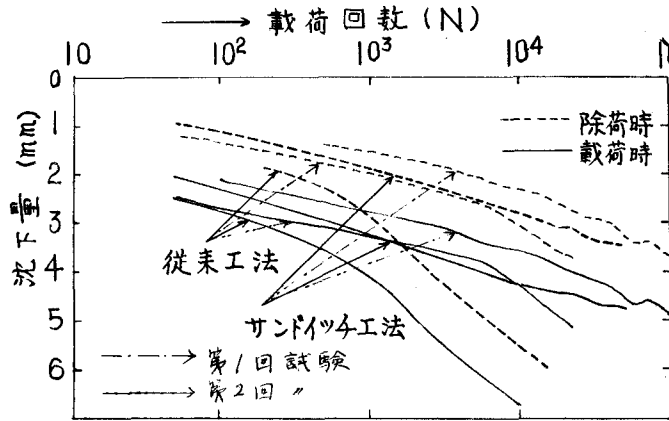 載荷回数(N)
10 10² 10³ 10⁴
0
1
2
3
4
5
6
沈下量 (mm)
除荷時
載荷時
従来工法
サンドイッチ工法
第1回試験
第2回 〃